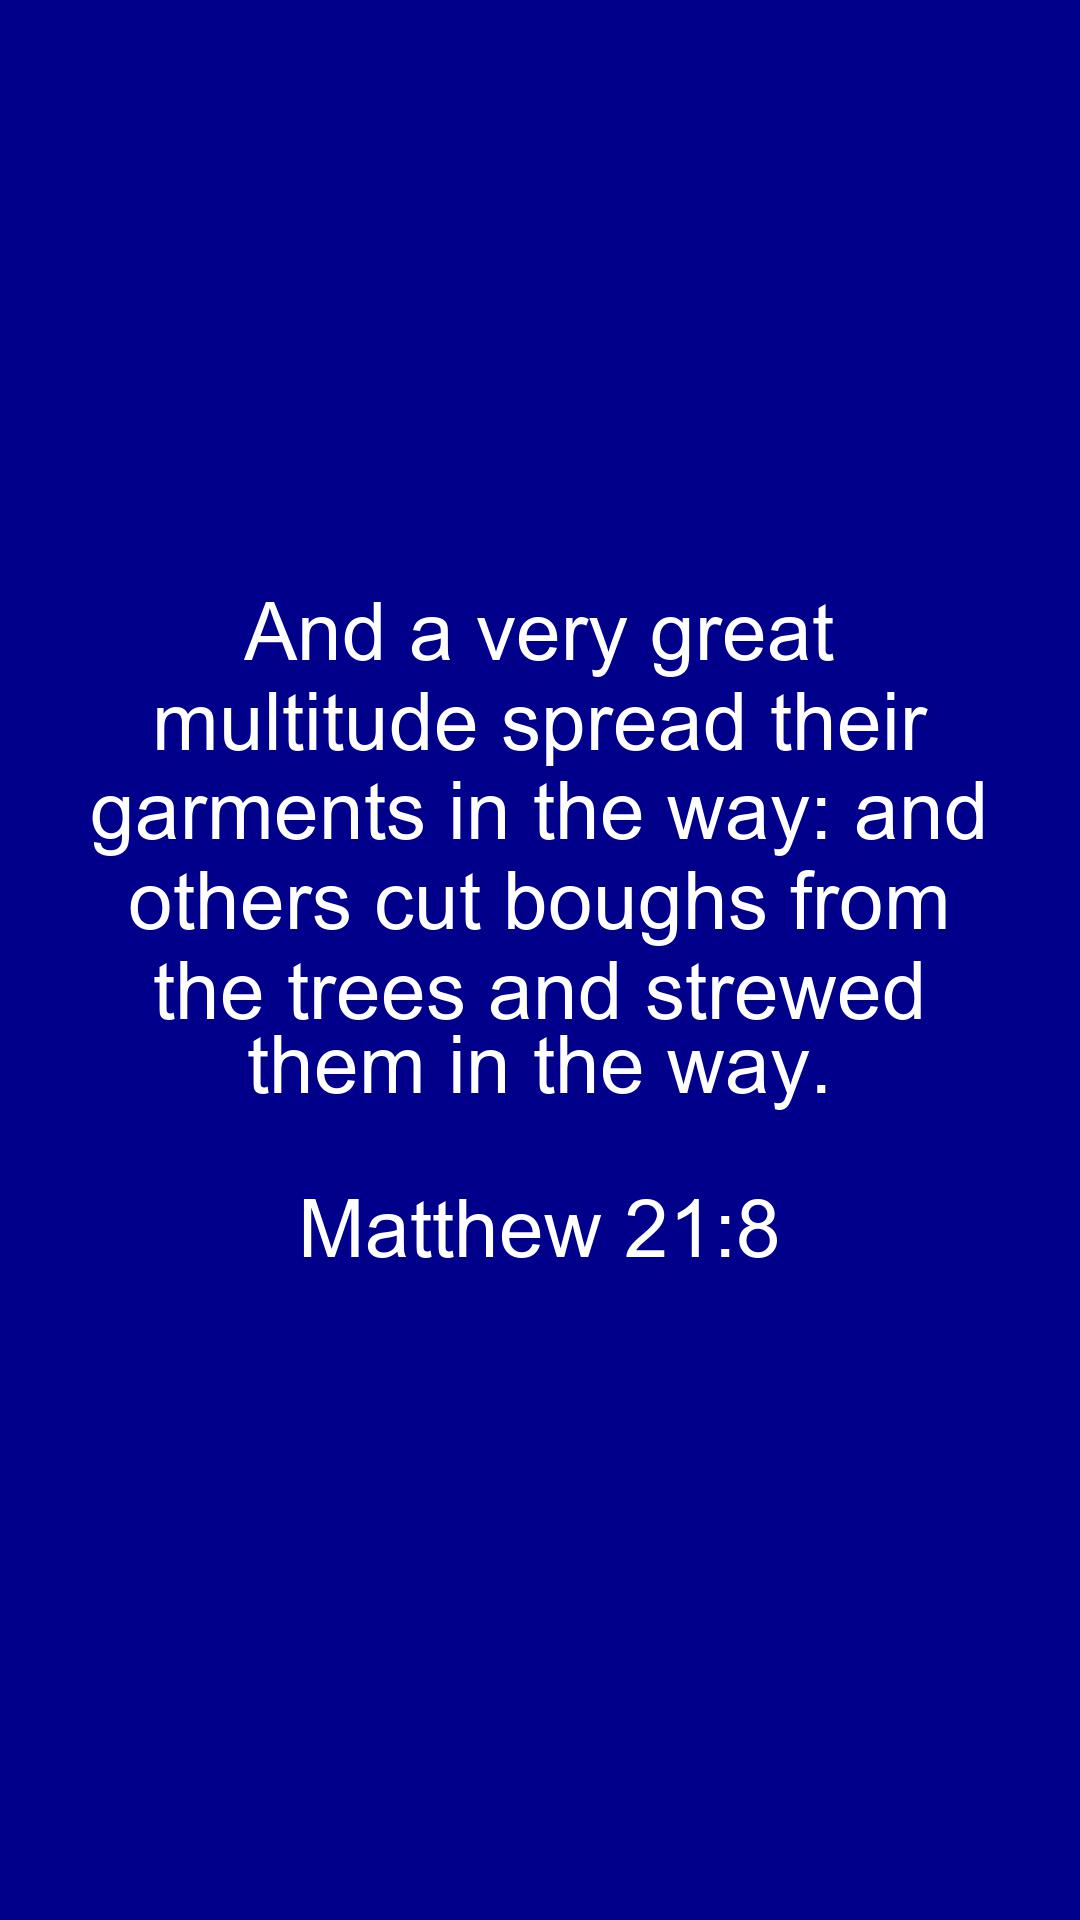 And a very great
multitude spread their
garments in the way: and
others cut boughs from
the trees and strewed
them in the way.
Matthew 21:8